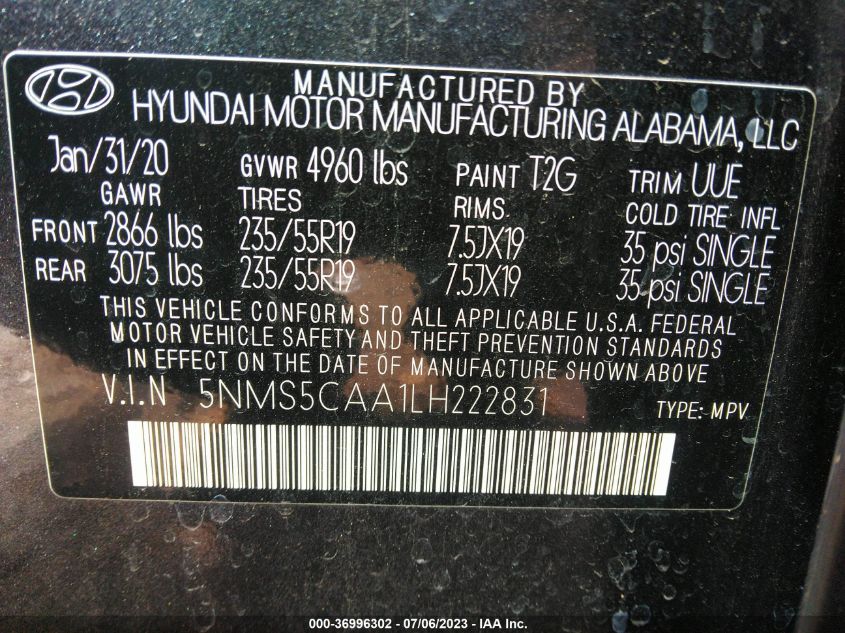 MANUFACTURED BY
HYUNDAI MOTOR MANUFACTURING ALABAMA, LLC
Jan/31/20 GVWR 4960 lbs PAINT T2G TRIM UUE
GAWR TIRES RIMS COLD TIRE INFL
FRONT 2866 lbs 235/55R19 7.5JX19 35 psi SINGLE
REAR 3075 lbs 235/55R19 7.5JX19 35 psi SINGLE
THIS VEHICLE CONFORMS TO ALL APPLICABLE U.S.A. FEDERAL
MOTOR VEHICLE SAFETY AND THEFT PREVENTION STANDARDS
IN EFFECT ON THE DATE OF MANUFACTURE SHOWN ABOVE
V.I.N 5NMS5CAA1LH222831 TYPE: MPV
000-36996302 - 07/06/2023 - IAA Inc.